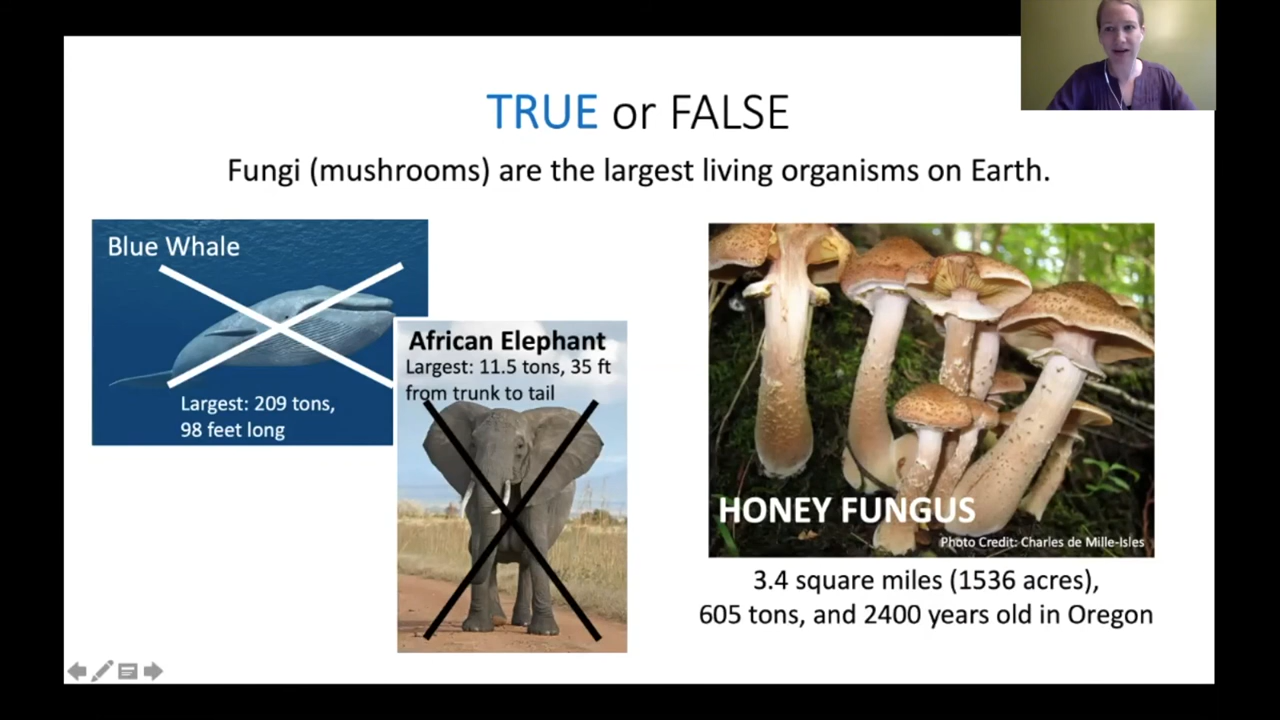 TRUE or FALSE
Fungi (mushrooms) are the largest living organisms on Earth.
Blue Whale
Largest: 209 tons,
98 feet long
African Elephant
Largest: 11.5 tons, 35 ft
from trunk to tail
HONEY FUNGUS
Photo Credit: Charles de Mille-Isles
3.4 square miles (1536 acres),
605 tons, and 2400 years old in Oregon